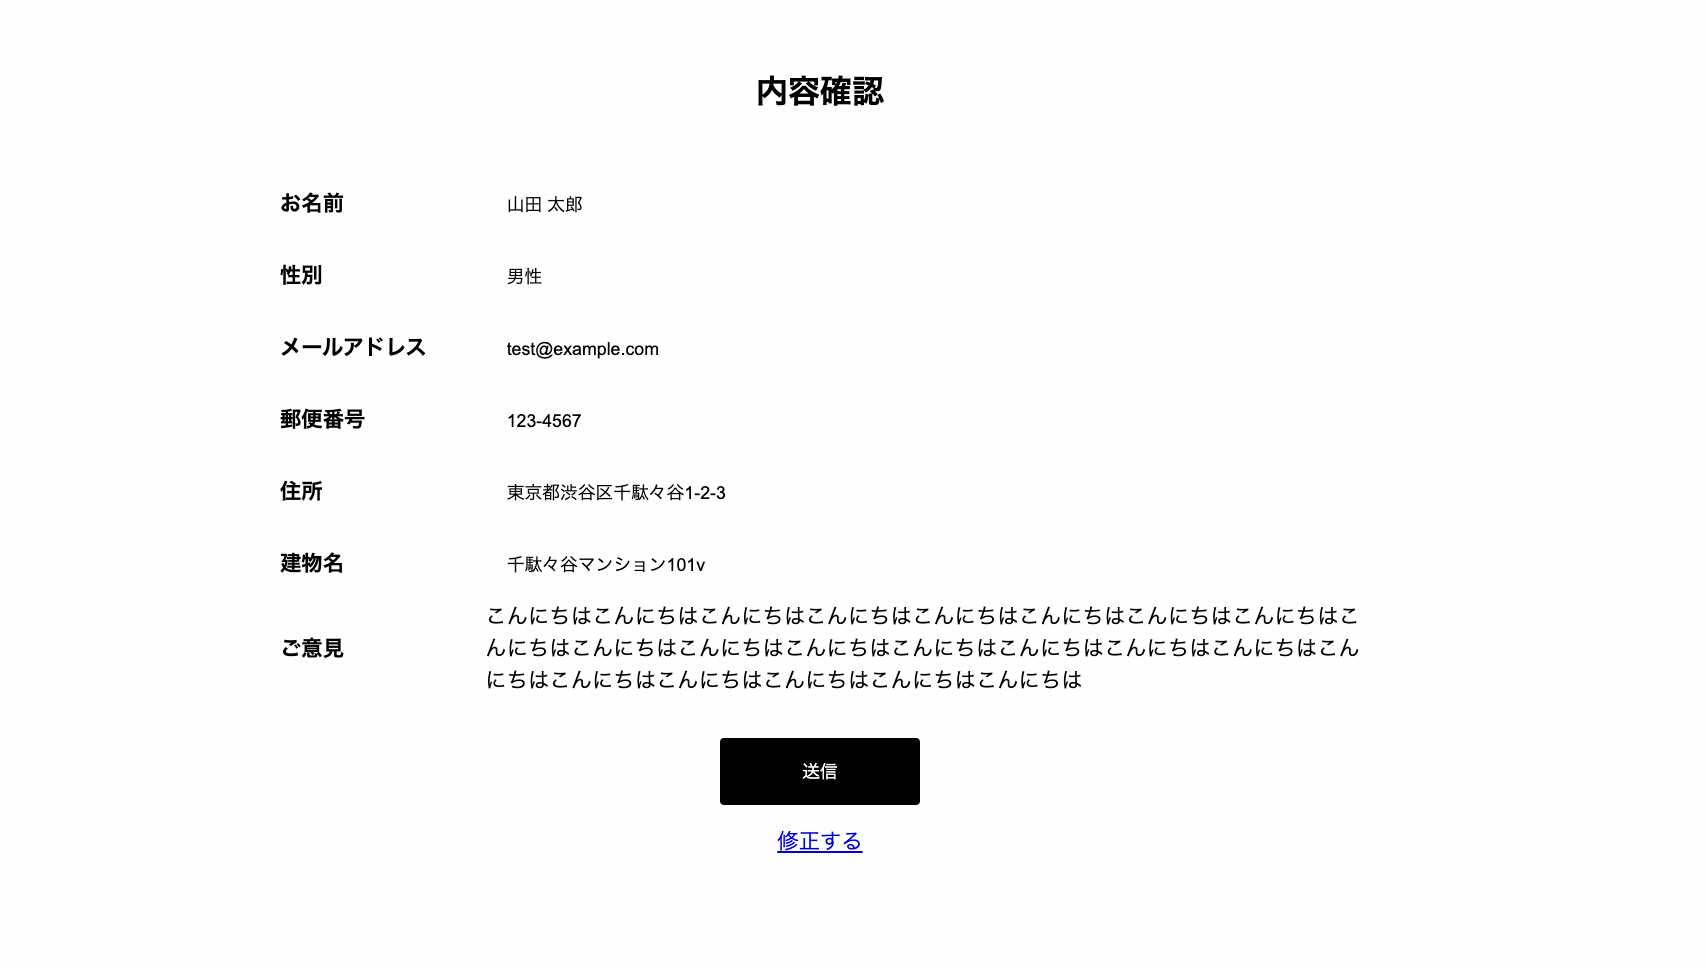 内容確認
お名前 山田 太郎
性別 男性
メールアドレス test@example.com
郵便番号 123-4567
住所 東京都渋谷区千駄々谷1-2-3
建物名 千駄々谷マンション101v
ご意見 こんにちはこんにちはこんにちはこんにちはこんにちはこんにちはこんにちはこんにちはこ
んにちはこんにちはこんにちはこんにちはこんにちはこんにちはこんにちはこんにちはこん
にちはこんにちはこんにちはこんにちはこんにちはこんにちは
送信
修正する